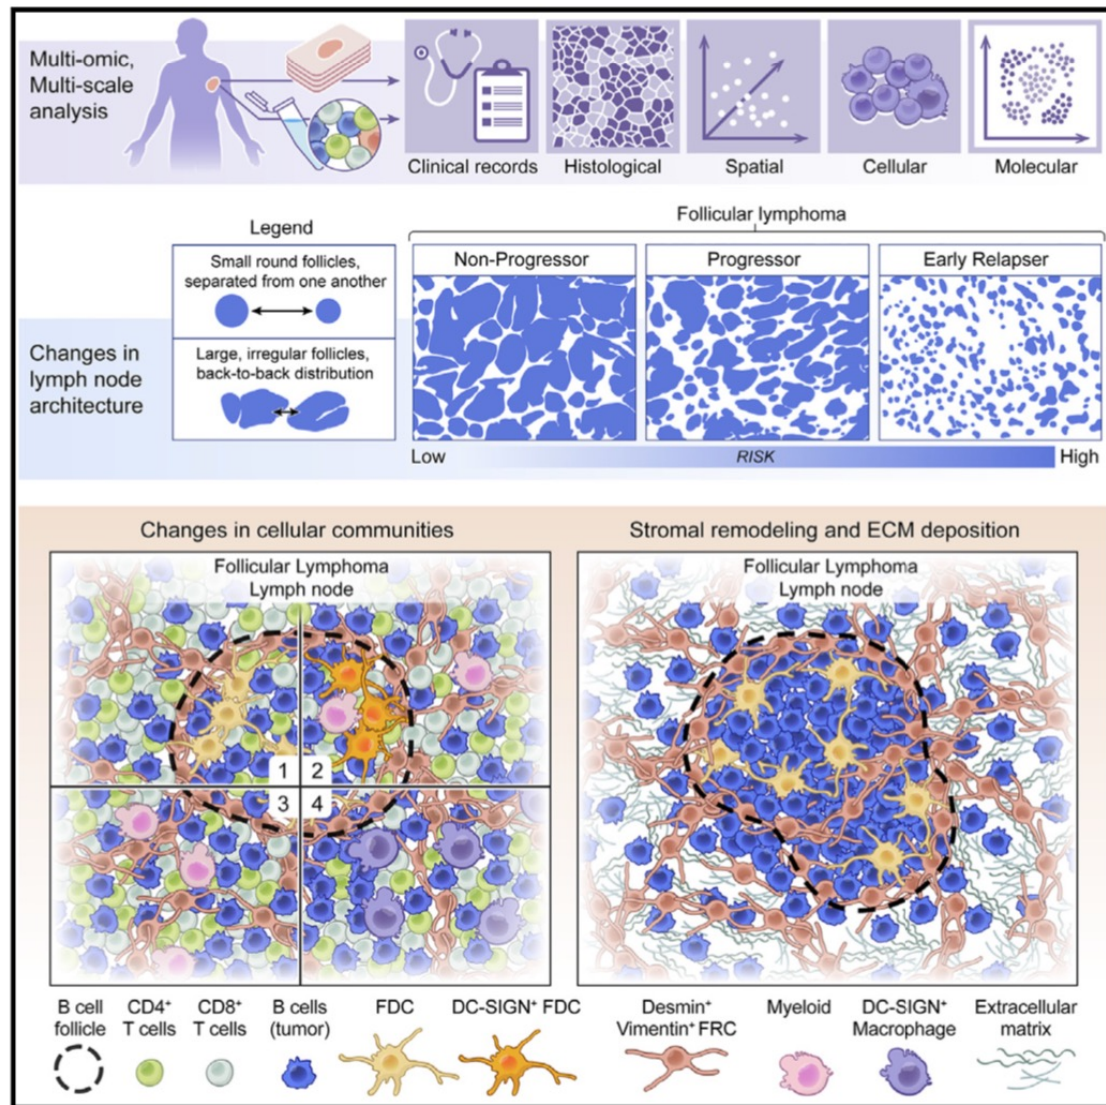 Multi-omic,
Multi-scale
analysis
Clinical records
Histological
Spatial
Cellular
Molecular
Legend
Small round follicles,
separated from one another
Large, irregular follicles,
back-to-back distribution
Changes in
lymph node
architecture
Follicular lymphoma
Non-Progressor
Progressor
Early Relapser
Low
RISK
High
Changes in cellular communities
Follicular Lymphoma
Lymph node
1
2
3
4
Stromal remodeling and ECM deposition
Follicular Lymphoma
Lymph node
B cell
follicle
CD4⁺
T cells
CD8⁺
T cells
B cells
(tumor)
FDC
DC-SIGN⁺ FDC
Desmin⁺
Vimentin⁺ FRC
Myeloid
DC-SIGN⁺
Macrophage
Extracellular
matrix